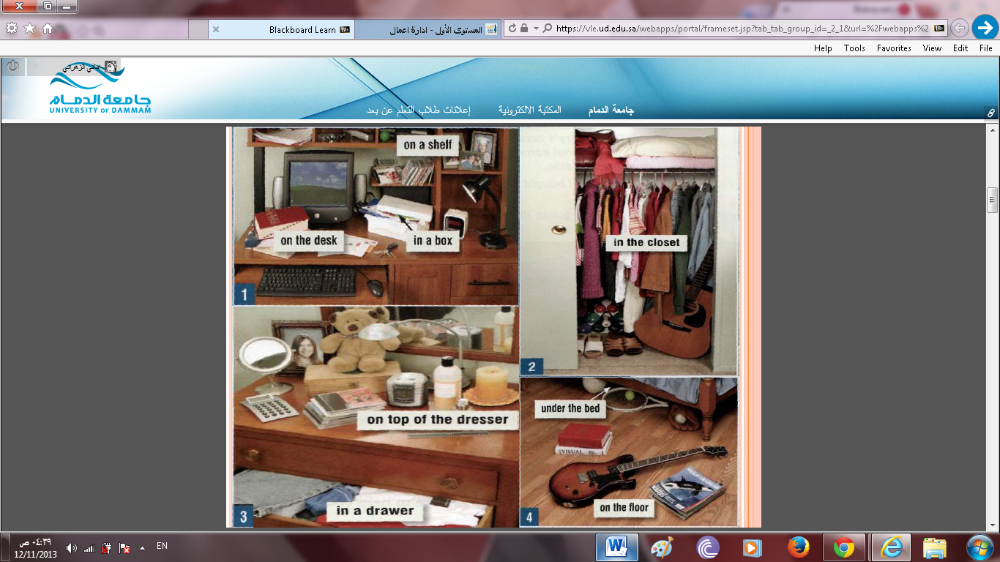 المستوى الأول - ادارة اعمال
Blackboard Learn
https://vle.ud.edu.sa/webapps/portal/frameset.jsp?tab_tab_group_id=_2_1&url=%2Fwebapps%2
Help Tools Favorites View Edit File
الزهراني
جامعة الدمام
UNIVERSITY OF DAMMAM
جامعة الدمام المكتبة الالكترونية إعلانات طلاب التعلم عن بعد
on a shelf
on the desk
in a box
1
in the closet
2
on top of the dresser
in a drawer
3
under the bed
VISUAL
on the floor
4
٠٤:٣٩ ص
12/11/2013
EN